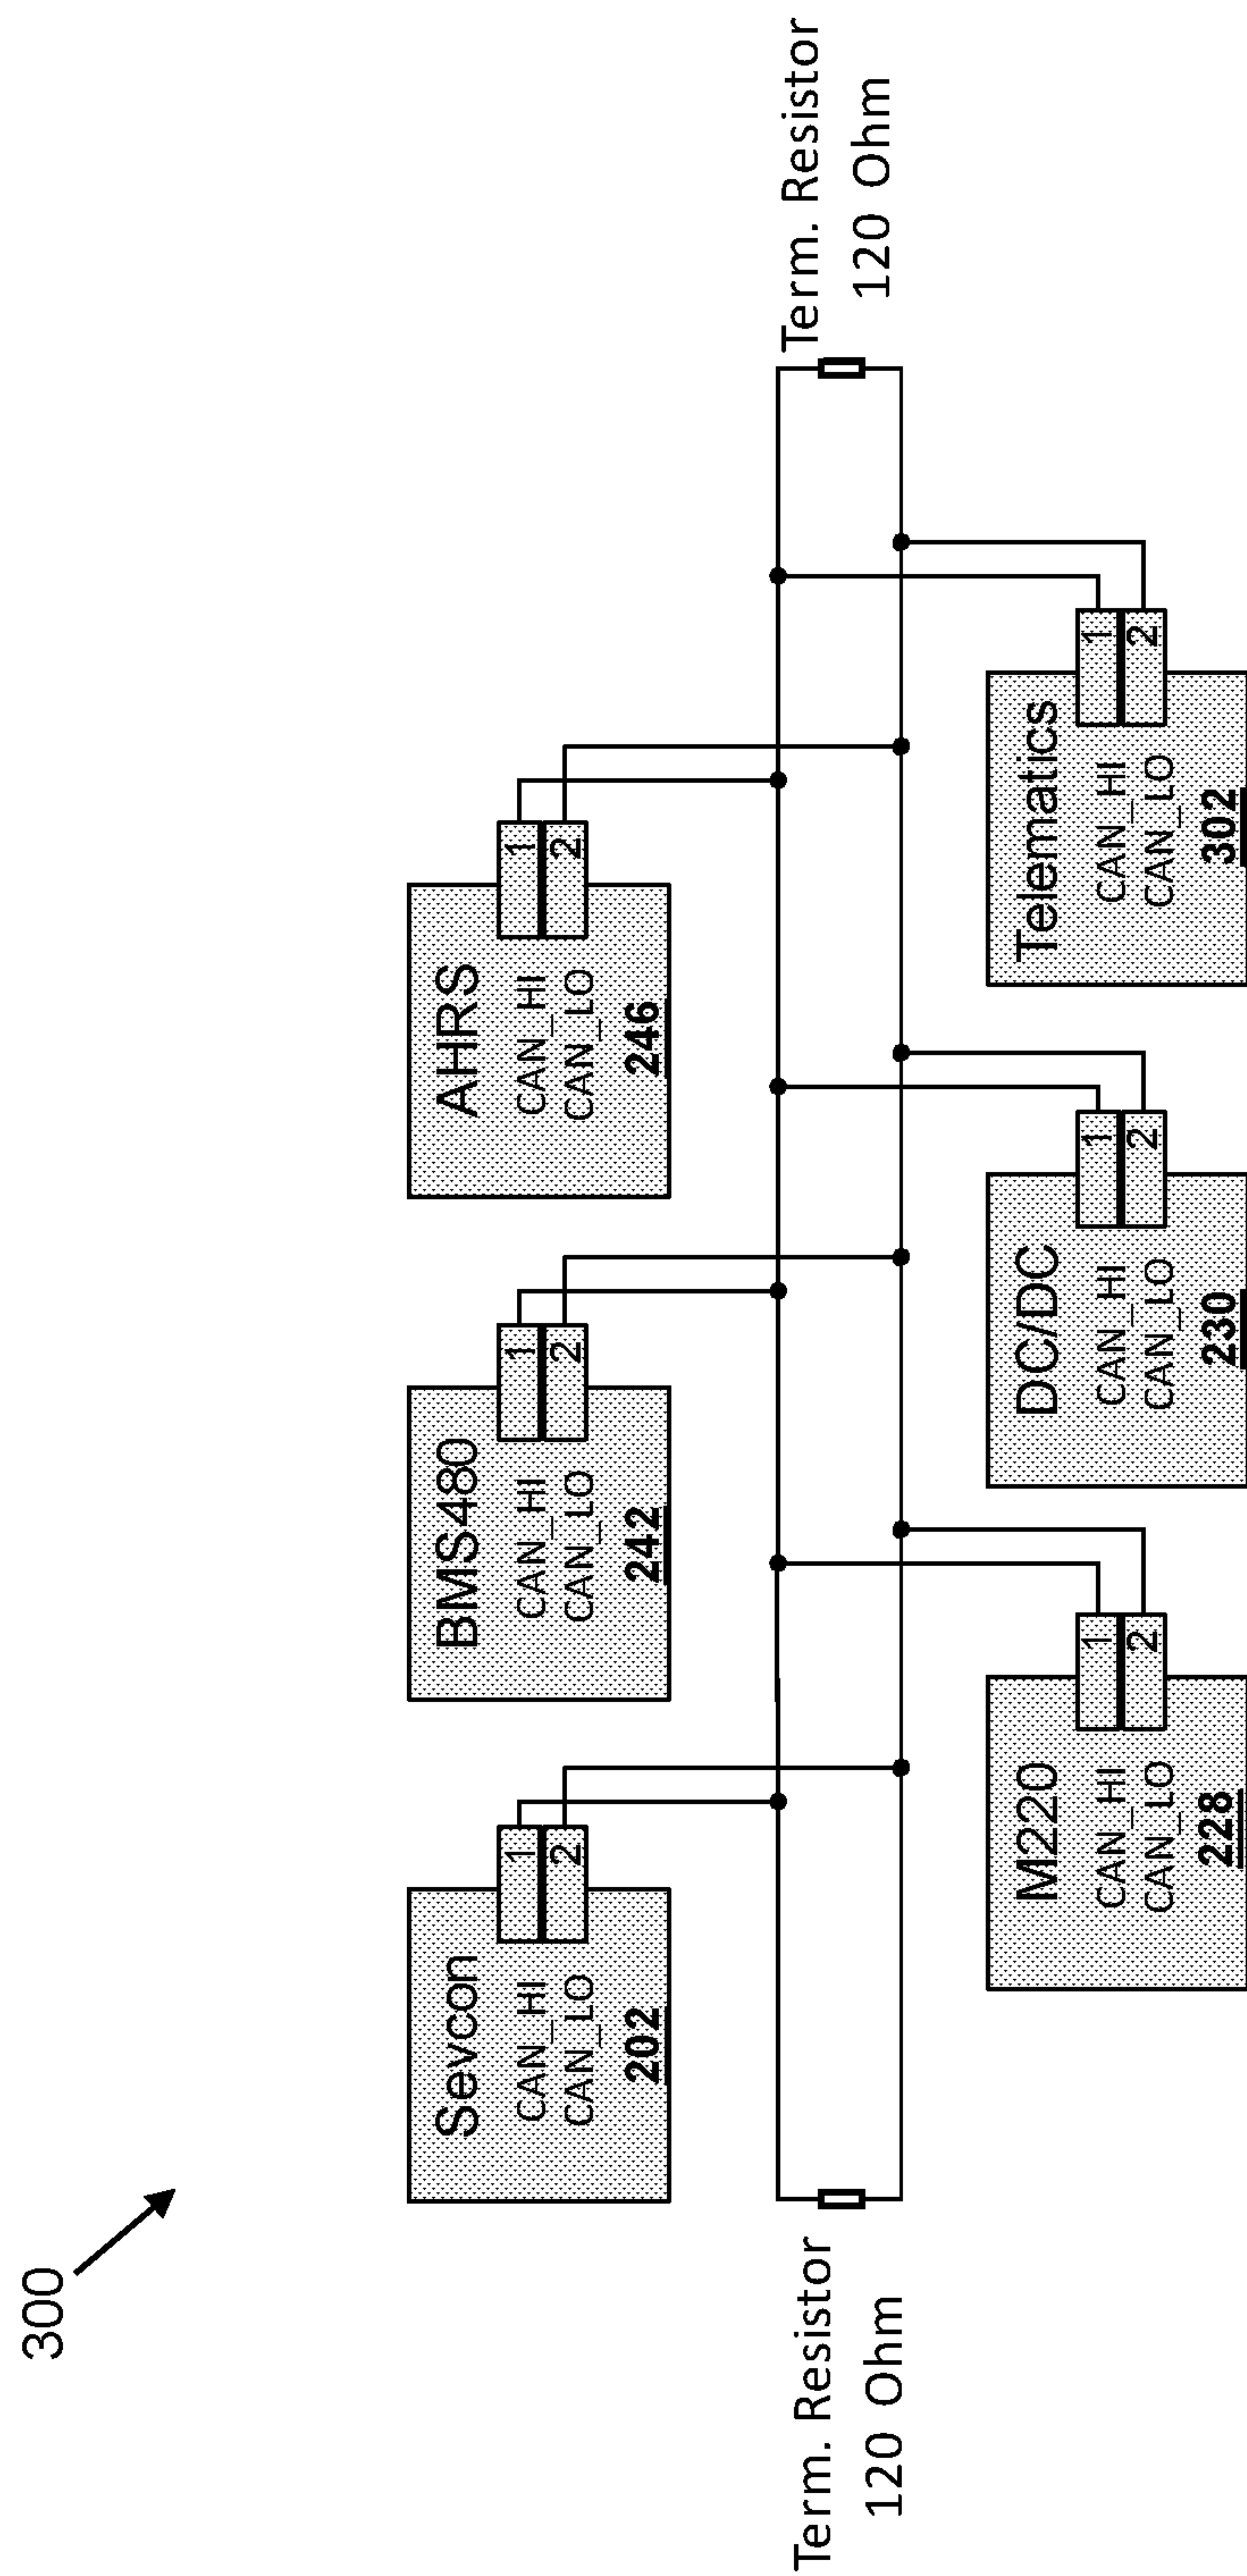 300
Sevcon
CAN_HI
CAN_LO
202
1
2
BMS480
CAN_HI
CAN_LO
242
1
2
AHRS
CAN_HI
CAN_LO
246
1
2
Term. Resistor
120 Ohm
Term. Resistor
120 Ohm
M220
CAN_HI
CAN_LO
228
1
2
DC/DC
CAN_HI
CAN_LO
230
1
2
Telematics
CAN_HI
CAN_LO
302
1
2